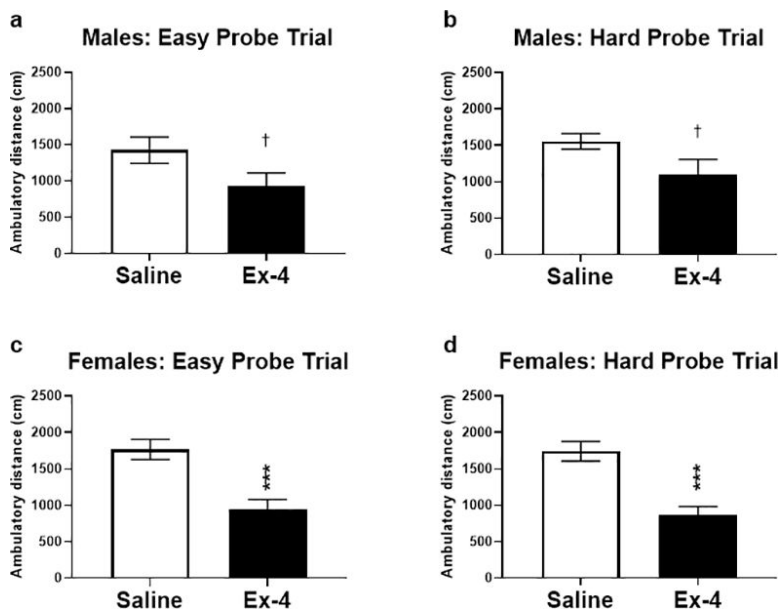 a
Males: Easy Probe Trial
Ambulatory distance (cm)
2500
2000
1500
1000
500
0
†
Saline Ex-4
b
Males: Hard Probe Trial
Ambulatory distance (cm)
2500
2000
1500
1000
500
0
†
Saline Ex-4
c
Females: Easy Probe Trial
Ambulatory distance (cm)
2500
2000
1500
1000
500
0
***
Saline Ex-4
d
Females: Hard Probe Trial
Ambulatory distance (cm)
2500
2000
1500
1000
500
0
***
Saline Ex-4